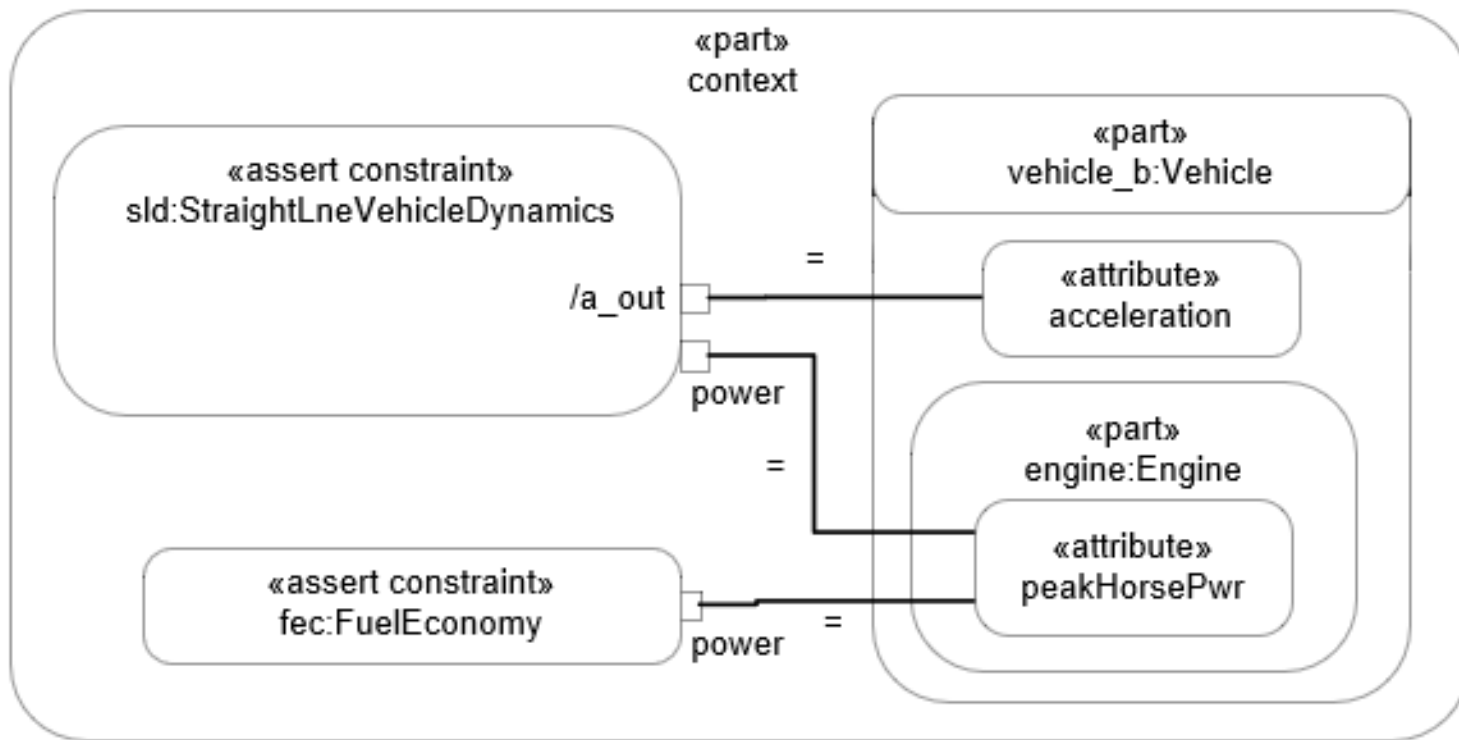 «part»
context
«assert constraint»
sld:StraightLneVehicleDynamics
/a_out
power
=
=
«part»
vehicle_b:Vehicle
«attribute»
acceleration
«part»
engine:Engine
«attribute»
peakHorsePwr
«assert constraint»
fec:FuelEconomy
power
=